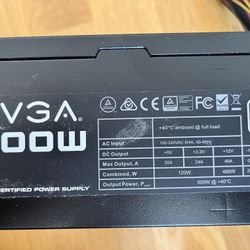 VGA
00W
+40°C ambient @ full load
AC Input 100-240VAC 8/4A, 50-60Hz
DC Output +5V +3.3V +12V
Max Output, A 20A 24A 40A
Combined, W 120W 480W
Output Power, P 500W @ +40°C
CERTIFIED POWER SUPPLY